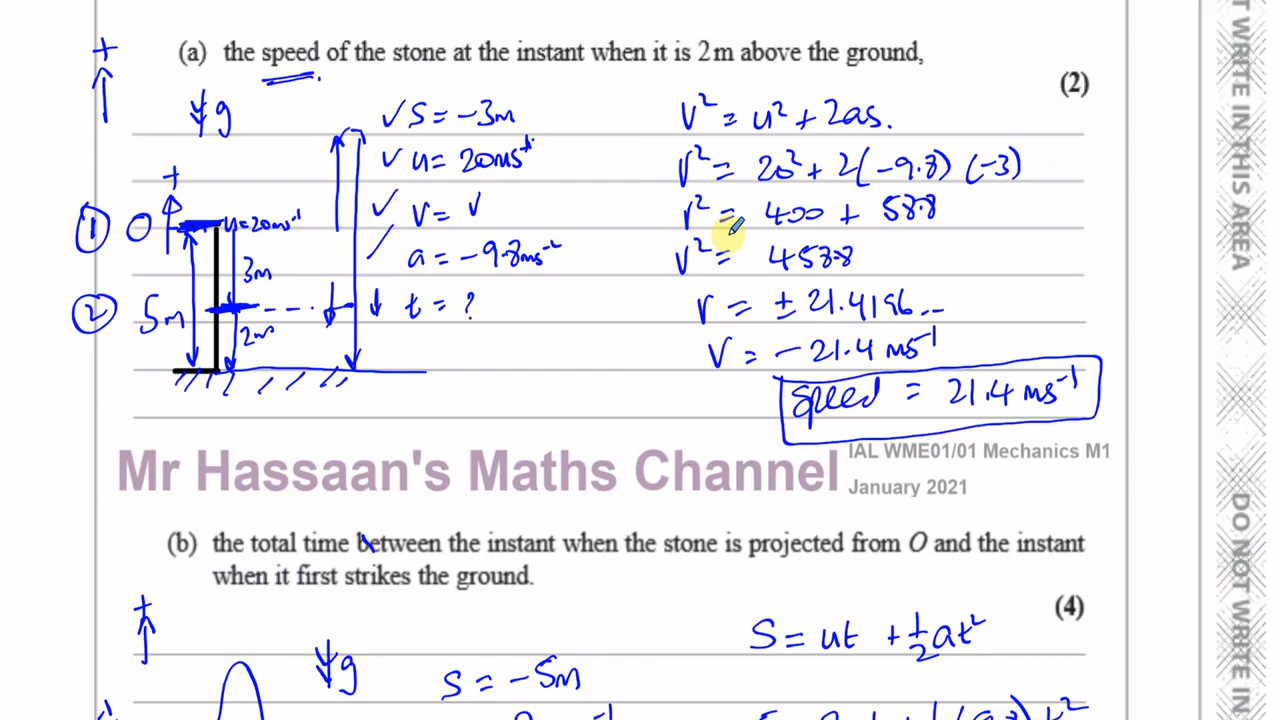 (a) the speed of the stone at the instant when it is 2 m above the ground,
(2)
+
↓g
✓ S = -3m
✓ u = 20ms⁻¹
✓ v = v
a = -9.8ms⁻²
t = ?
+
① O u=20ms⁻¹
3m
② 5m
2m
v² = u² + 2as.
v² = 20² + 2(-9.8)(-3)
v² = 400 + 58.8
v² = 458.8
v = ± 21.4196...
v = -21.4 ms⁻¹
Speed = 21.4 ms⁻¹
Mr Hassaan's Maths Channel
IAL WME01/01 Mechanics M1
January 2021
(b) the total time between the instant when the stone is projected from O and the instant
when it first strikes the ground.
(4)
+
↓g
S = ut + ½at²
S = -5m
DO NOT WRITE IN THIS AREA